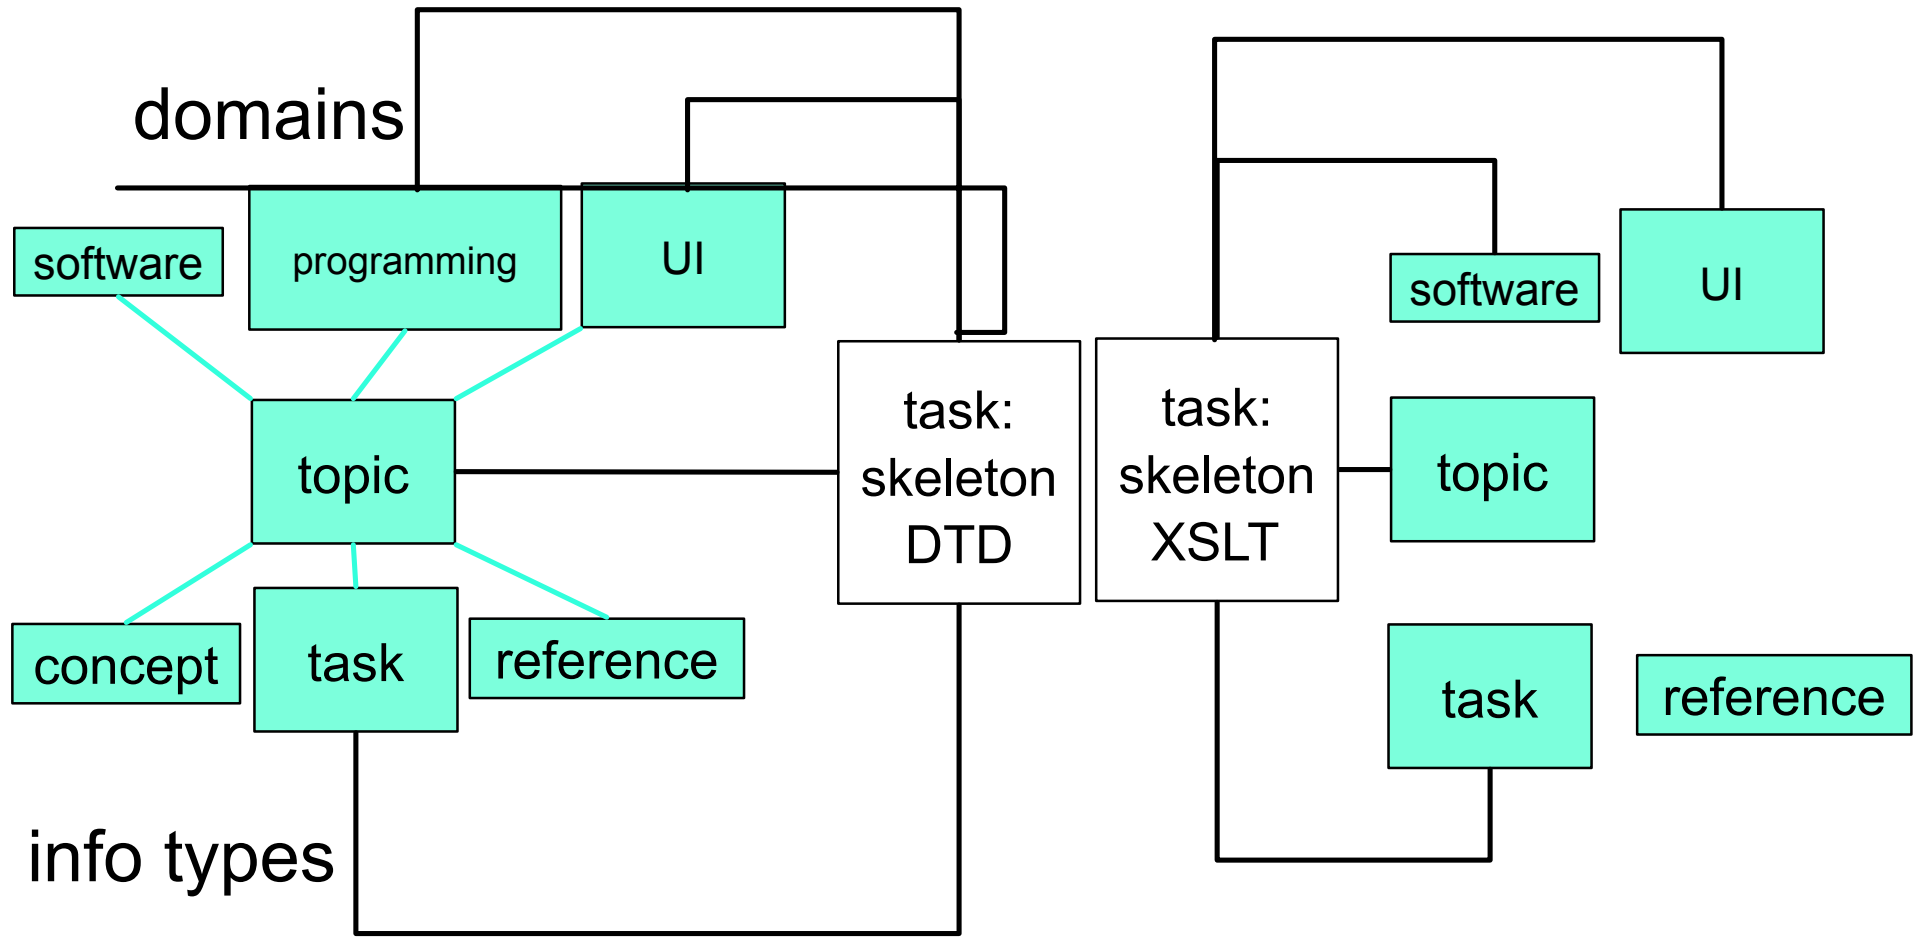 domains
software
programming
UI
topic
concept
task
reference
info types
task:
skeleton
DTD
task:
skeleton
XSLT
software
UI
topic
task
reference